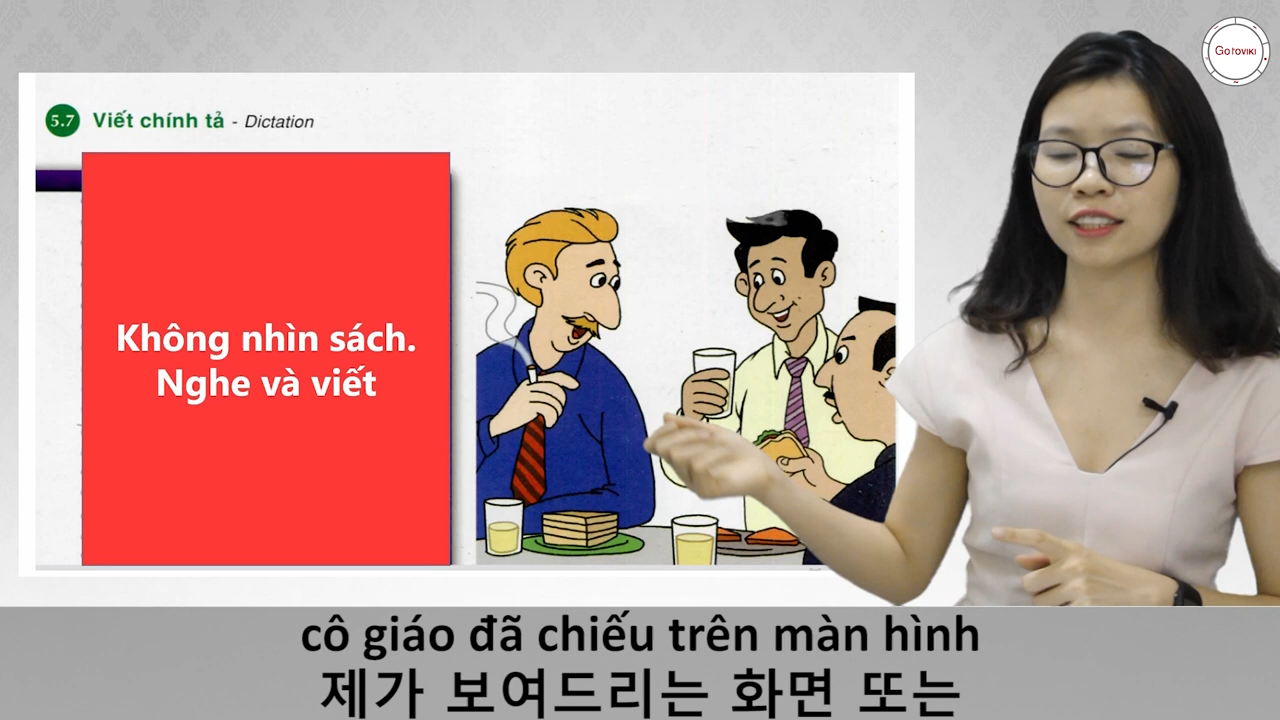 GOTOVIKI
5.7 Viết chính tả - Dictation
Không nhìn sách.
Nghe và viết
cô giáo đã chiếu trên màn hình
제가 보여드리는 화면 또는